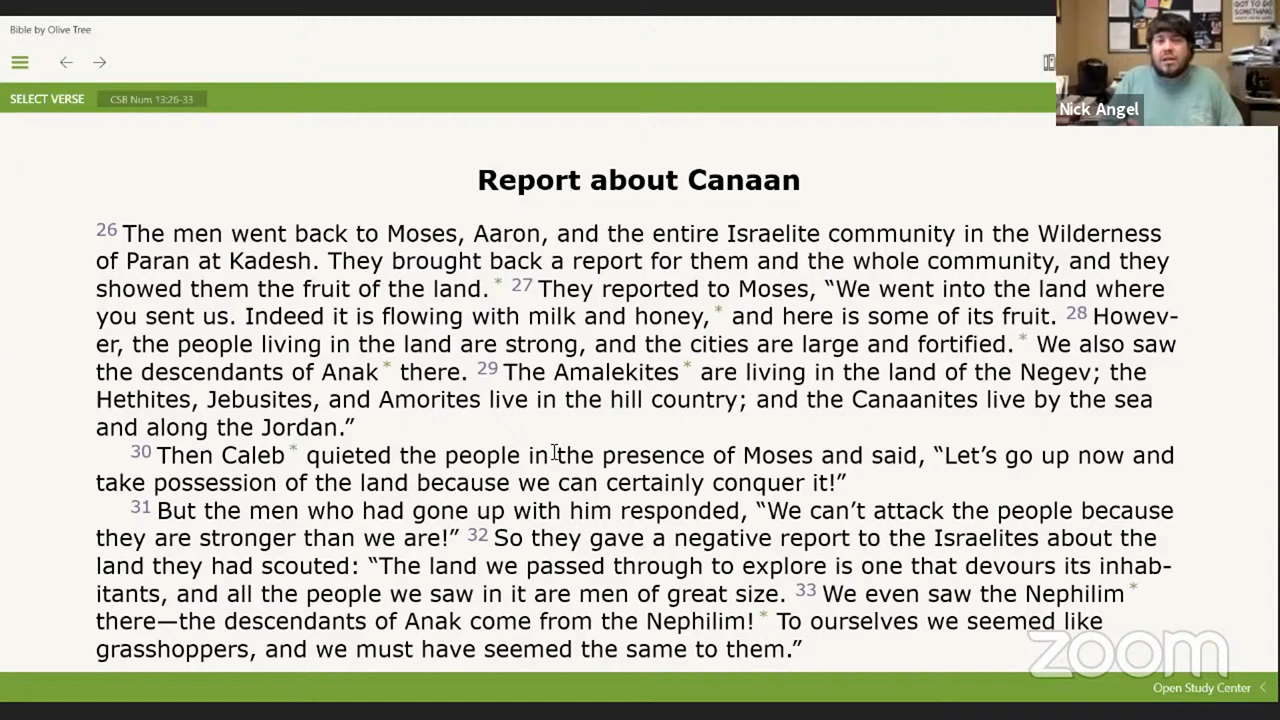 Bible by Olive Tree
GOT TO DO
SOMETHING
SELECT VERSE CSB Num 13:26-33
Nick Angel
Report about Canaan
26 The men went back to Moses, Aaron, and the entire Israelite community in the Wilderness
of Paran at Kadesh. They brought back a report for them and the whole community, and they
showed them the fruit of the land. * 27 They reported to Moses, “We went into the land where
you sent us. Indeed it is flowing with milk and honey, * and here is some of its fruit. 28 Howev-
er, the people living in the land are strong, and the cities are large and fortified. * We also saw
the descendants of Anak * there. 29 The Amalekites * are living in the land of the Negev; the
Hethites, Jebusites, and Amorites live in the hill country; and the Canaanites live by the sea
and along the Jordan.”
30 Then Caleb * quieted the people in the presence of Moses and said, “Let’s go up now and
take possession of the land because we can certainly conquer it!”
31 But the men who had gone up with him responded, “We can’t attack the people because
they are stronger than we are!” 32 So they gave a negative report to the Israelites about the
land they had scouted: “The land we passed through to explore is one that devours its inhab-
itants, and all the people we saw in it are men of great size. 33 We even saw the Nephilim *
there—the descendants of Anak come from the Nephilim! * To ourselves we seemed like
grasshoppers, and we must have seemed the same to them.”
zoom
Open Study Center